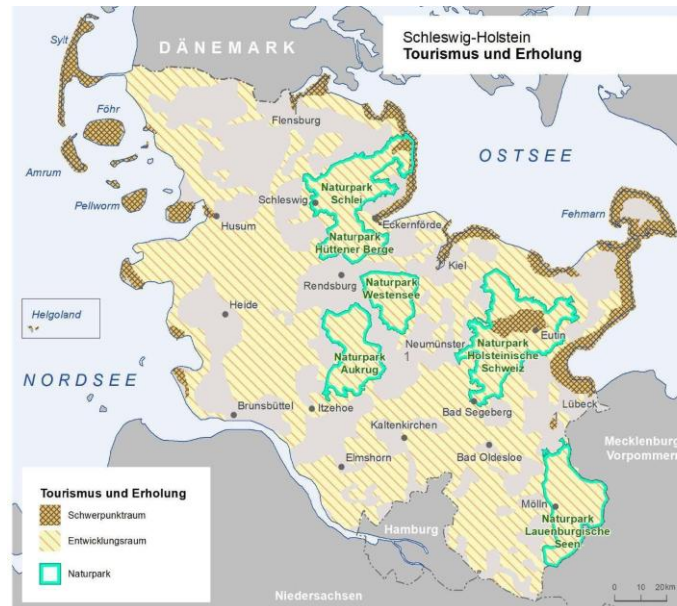 Schleswig-Holstein
Tourismus und Erholung
DÄNEMARK
Sylt
Föhr
Amrum
Pellworm
Flensburg
OSTSEE
Fehmarn
Naturpark
Schlei
Schleswig
Husum
Eckernförde
Naturpark
Hüttener Berge
Kiel
Rendsburg
Naturpark
Westensee
Heide
Helgoland
Eutin
Neumünster
1
Naturpark
Holsteinische
Schweiz
Naturpark
Aukrug
NORDSEE
Brunsbüttel
Itzehoe
Bad Segeberg
Lübeck
Kaltenkirchen
Mecklenburg
Vorpommern
Elmshorn
Bad Oldesloe
Mölln
Naturpark
Lauenburgische
Seen
Hamburg
Niedersachsen
Tourismus und Erholung
Schwerpunktraum
Entwicklungsraum
Naturpark
0 10 20km